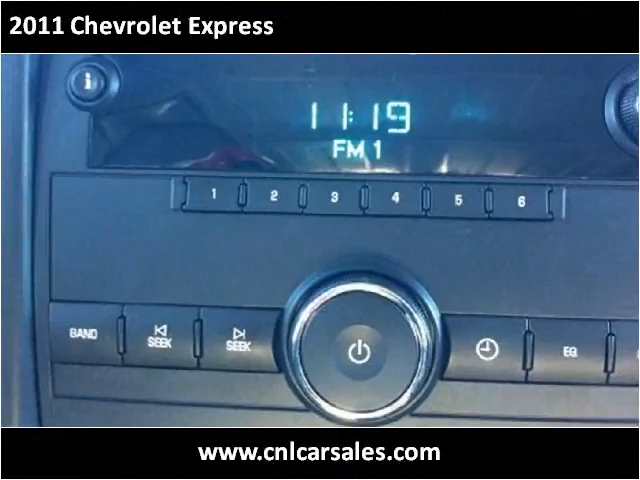 2011 Chevrolet Express
i
11:19
FM 1
1 2 3 4 5 6
BAND SEEK SEEK EQ
www.cnlcarsales.com